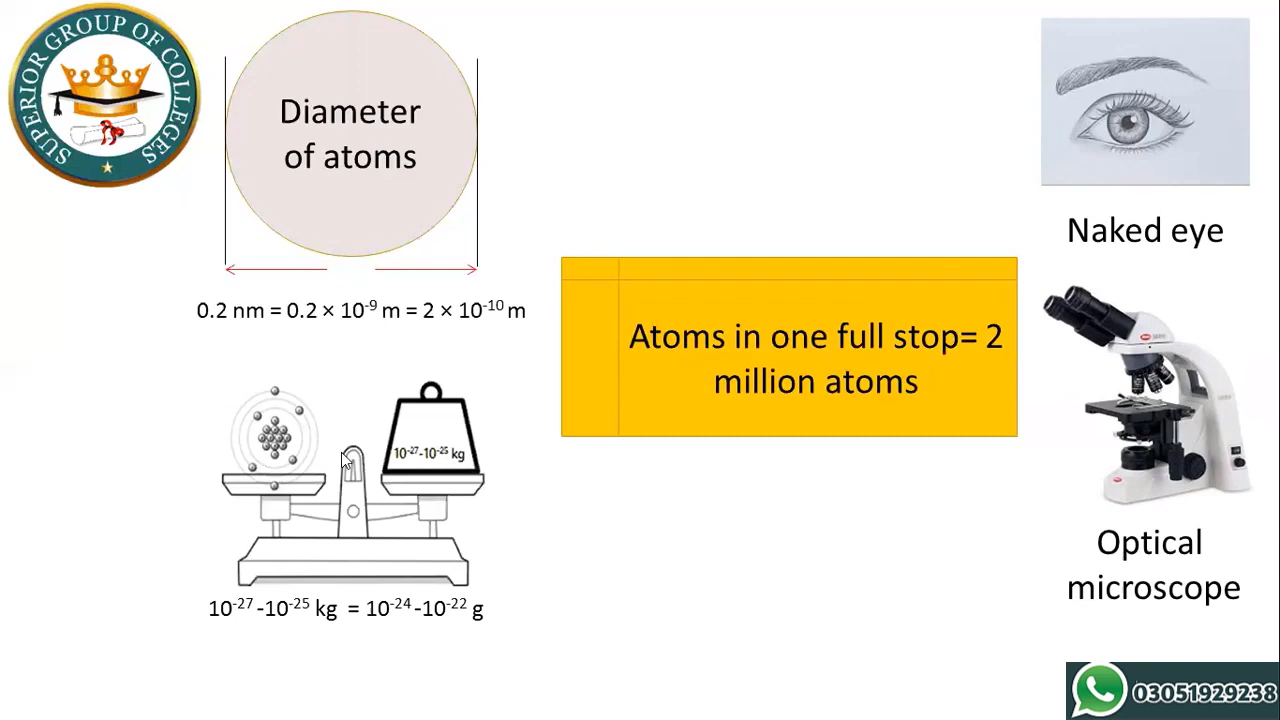 SUPERIOR GROUP OF COLLEGES
Diameter
of atoms
0.2 nm = 0.2 × 10⁻⁹ m = 2 × 10⁻¹⁰ m
10⁻²⁷-10⁻²⁵ kg
10⁻²⁷ -10⁻²⁵ kg = 10⁻²⁴ -10⁻²² g
Atoms in one full stop= 2
million atoms
Naked eye
Optical
microscope
03051929238